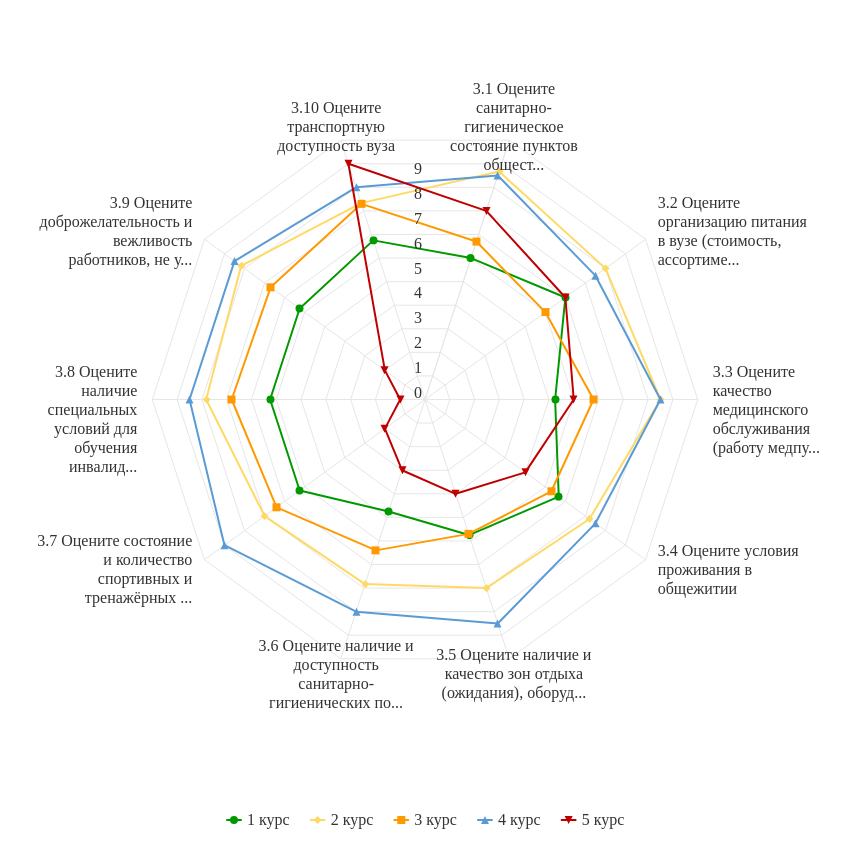 3.1 Оцените
санитарно-
гигиеническое
состояние пунктов
общест...
3.10 Оцените
транспортную
доступность вуза
3.9 Оцените
доброжелательность и
вежливость
работников, не у...
3.2 Оцените
организацию питания
в вузе (стоимость,
ассортиме...
9
8
7
6
5
4
3
2
1
0
3.8 Оцените
наличие
специальных
условий для
обучения
инвалид...
3.3 Оцените
качество
медицинского
обслуживания
(работу медпу...
3.7 Оцените состояние
и количество
спортивных и
тренажёрных ...
3.4 Оцените условия
проживания в
общежитии
3.6 Оцените наличие и
доступность
санитарно-
гигиенических по...
3.5 Оцените наличие и
качество зон отдыха
(ожидания), оборуд...
1 курс 2 курс 3 курс 4 курс 5 курс